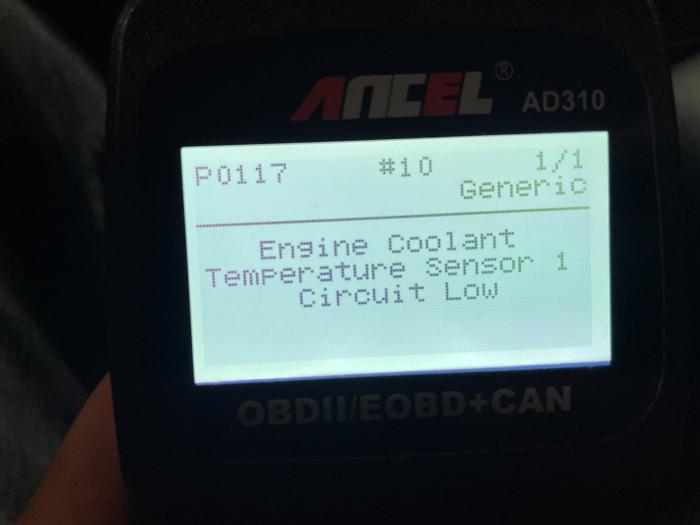 ANCEL®
AD310
P0117 #10 1/1
Generic
Engine Coolant
Temperature Sensor 1
Circuit Low
OBDII/EOBD+CAN